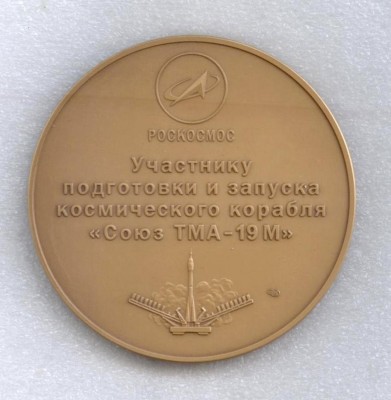 РОСКОСМОС
Участнику
подготовки и запуска
космического корабля
«Союз ТМА-19М»